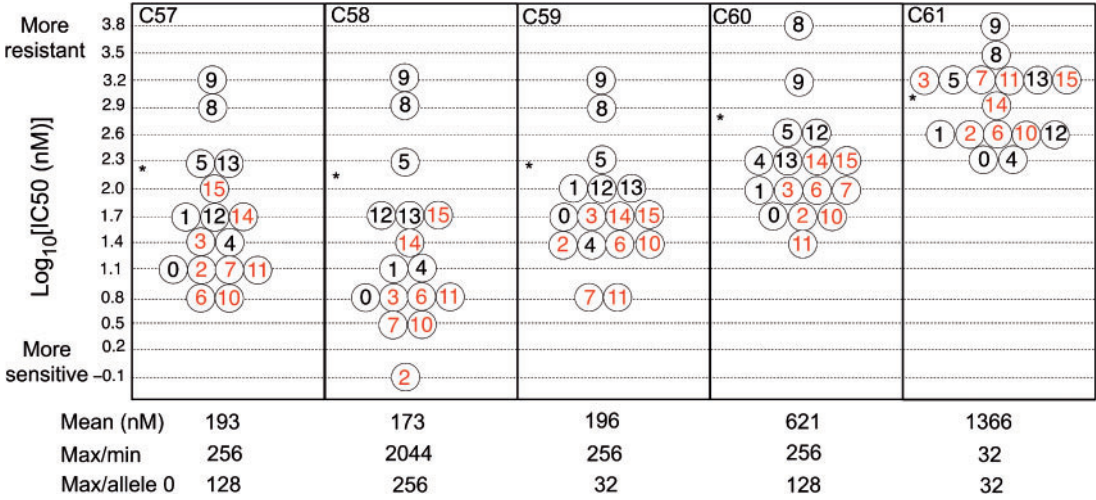 C57 C58 C59 C60 C61
More resistant
Log10[IC50 (nM)]
More sensitive
3.8 8 9
3.5 8
3.2 9 9 9 9 3 5 7 11 13 15
2.9 8 8 8 * 14
2.6 * 5 12 1 2 6 10 12
2.3 * 5 13 * 5 * 5 4 13 14 15 0 4
2.0 15 1 12 13 1 3 6 7
1.7 1 12 14 12 13 15 0 3 14 15 0 2 10
1.4 3 4 14 2 4 6 10 11
1.1 0 2 7 11 1 4
0.8 6 10 0 3 6 11 7 11
0.5 7 10
0.2
−0.1 2
Mean (nM) 193 173 196 621 1366
Max/min 256 2044 256 256 32
Max/allele 0 128 256 32 128 32